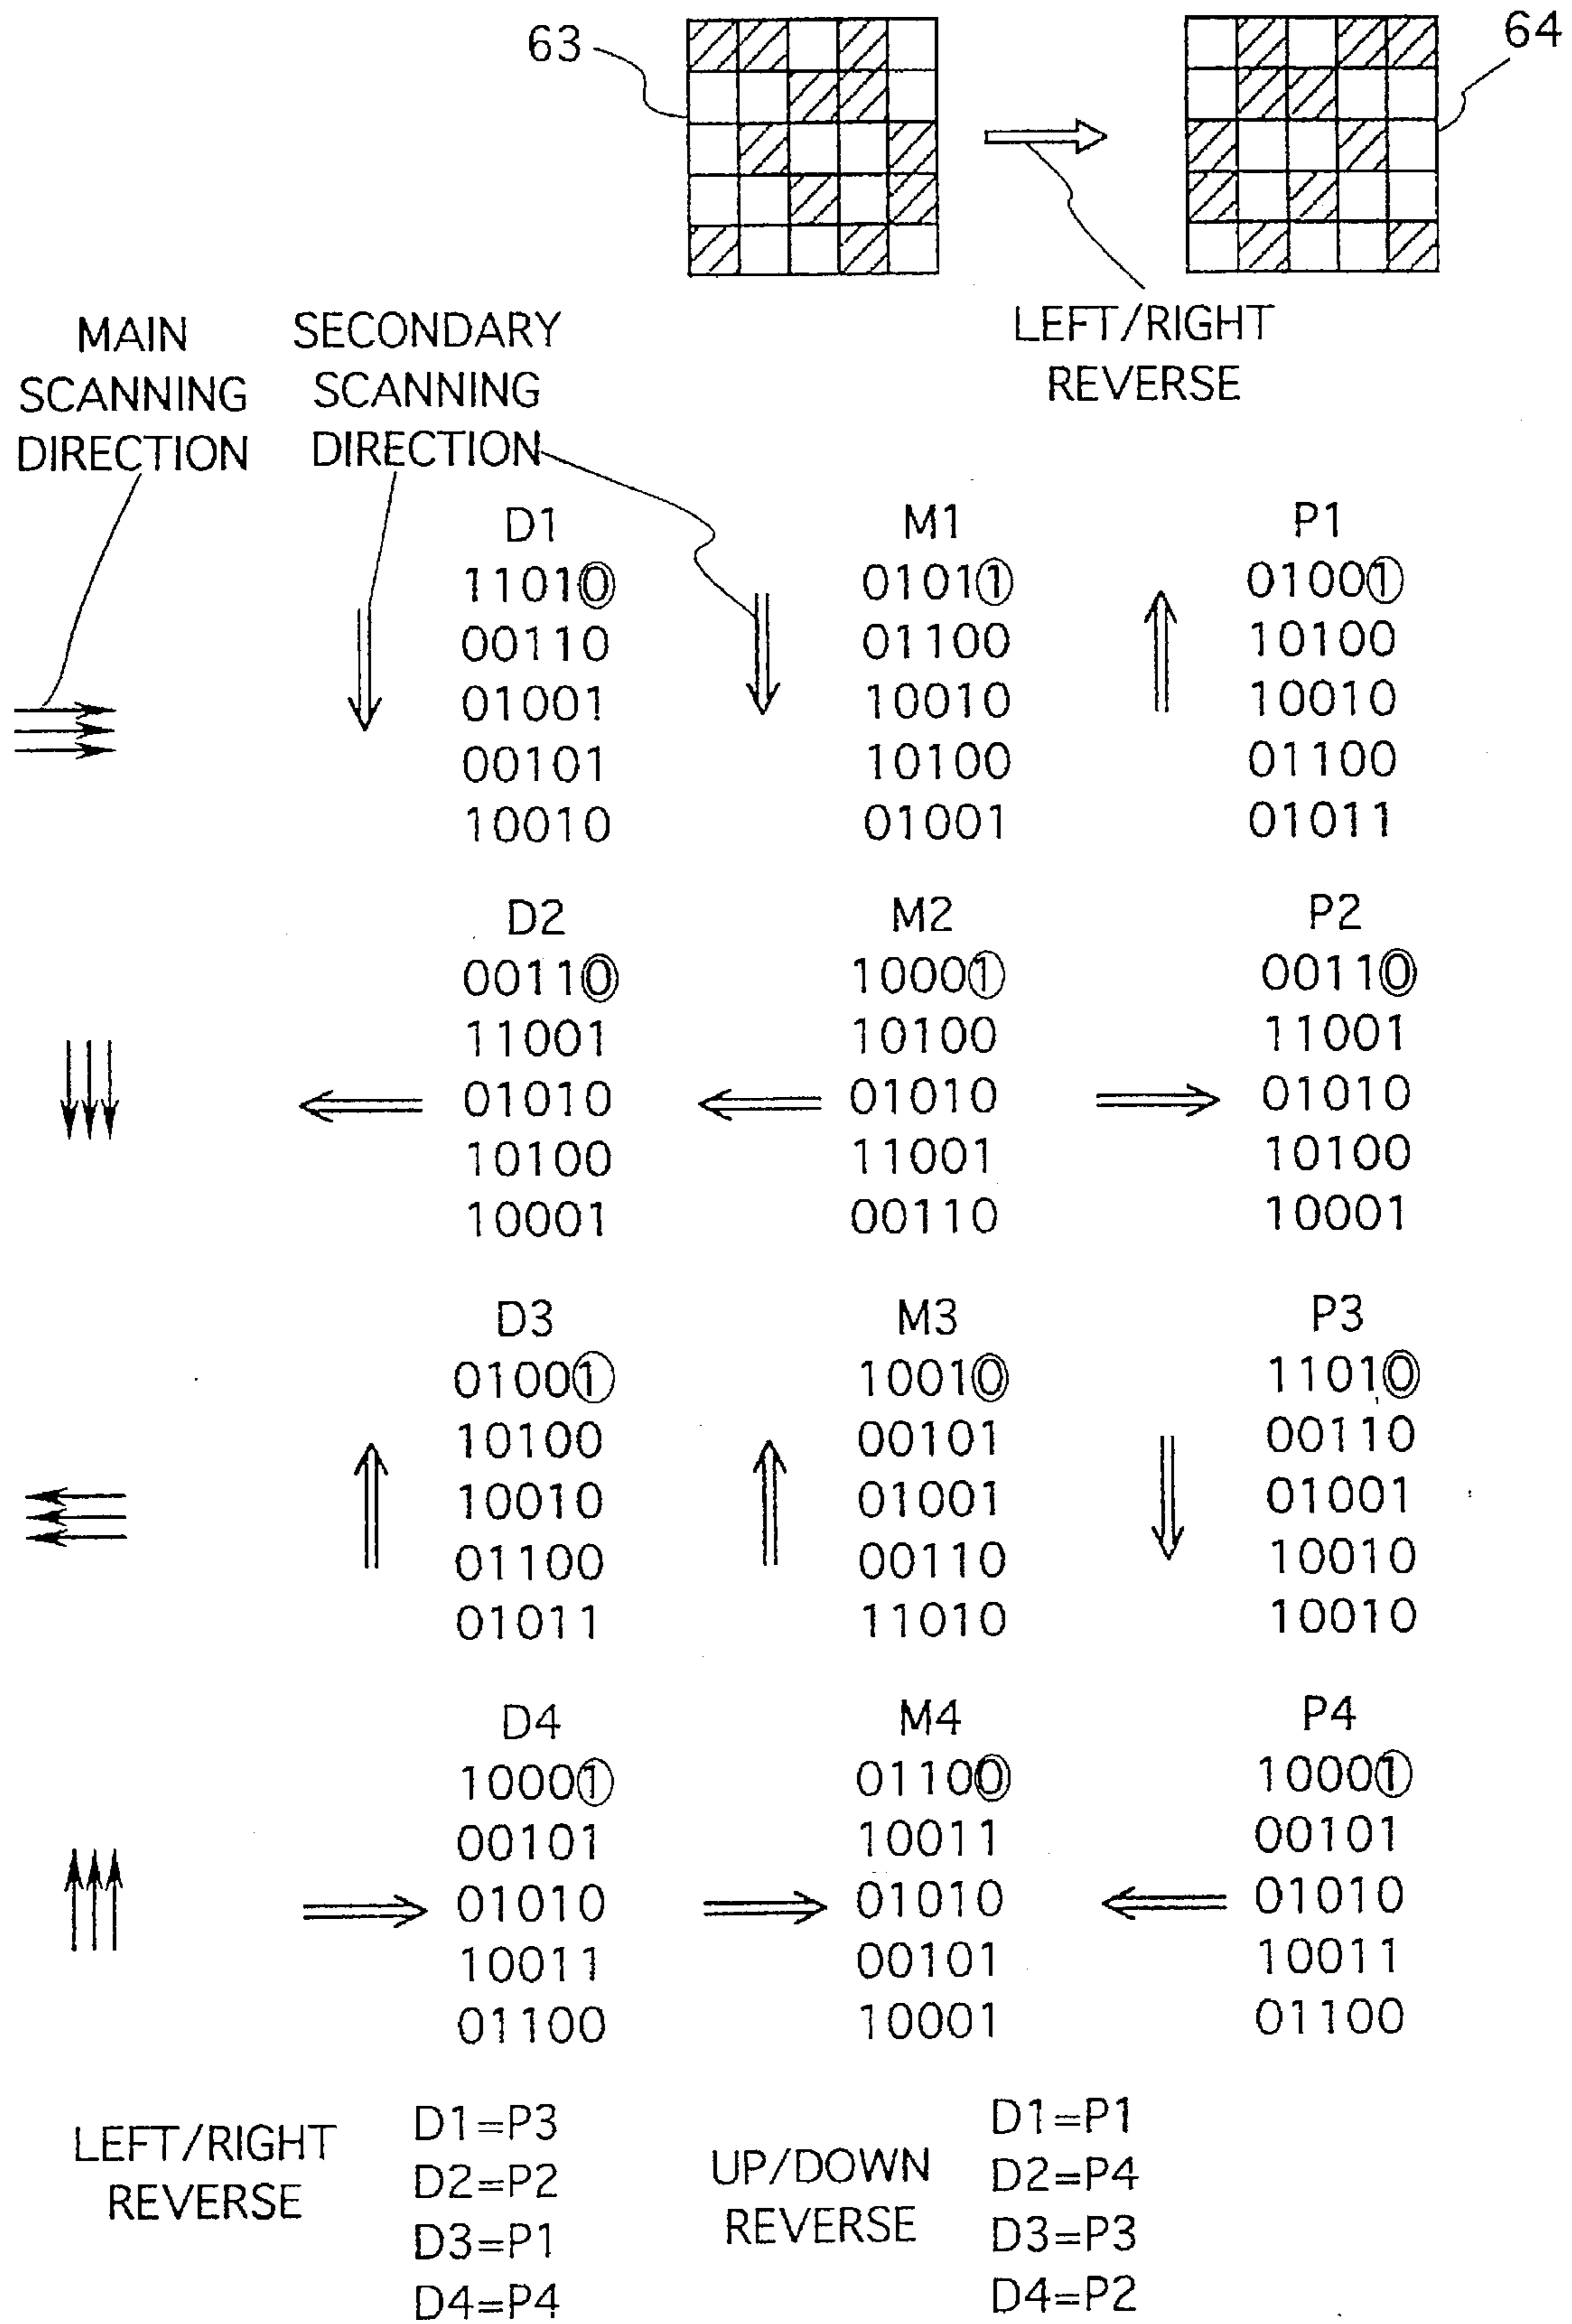 63
64
LEFT/RIGHT
REVERSE
MAIN
SCANNING
DIRECTION
SECONDARY
SCANNING
DIRECTION
D1
11010
00110
01001
00101
10010
M1
01011
01100
10010
10100
01001
P1
01001
10100
10010
01100
01011
D2
00110
11001
01010
10100
10001
M2
10001
10100
01010
11001
00110
P2
00110
11001
01010
10100
10001
D3
01001
10100
10010
01100
01011
M3
10010
00101
01001
00110
11010
P3
11010
00110
01001
10010
10010
D4
10001
00101
01010
10011
01100
M4
01100
10011
01010
00101
10001
P4
10001
00101
01010
10011
01100
LEFT/RIGHT
REVERSE
D1=P3
D2=P2
D3=P1
D4=P4
UP/DOWN
REVERSE
D1=P1
D2=P4
D3=P3
D4=P2